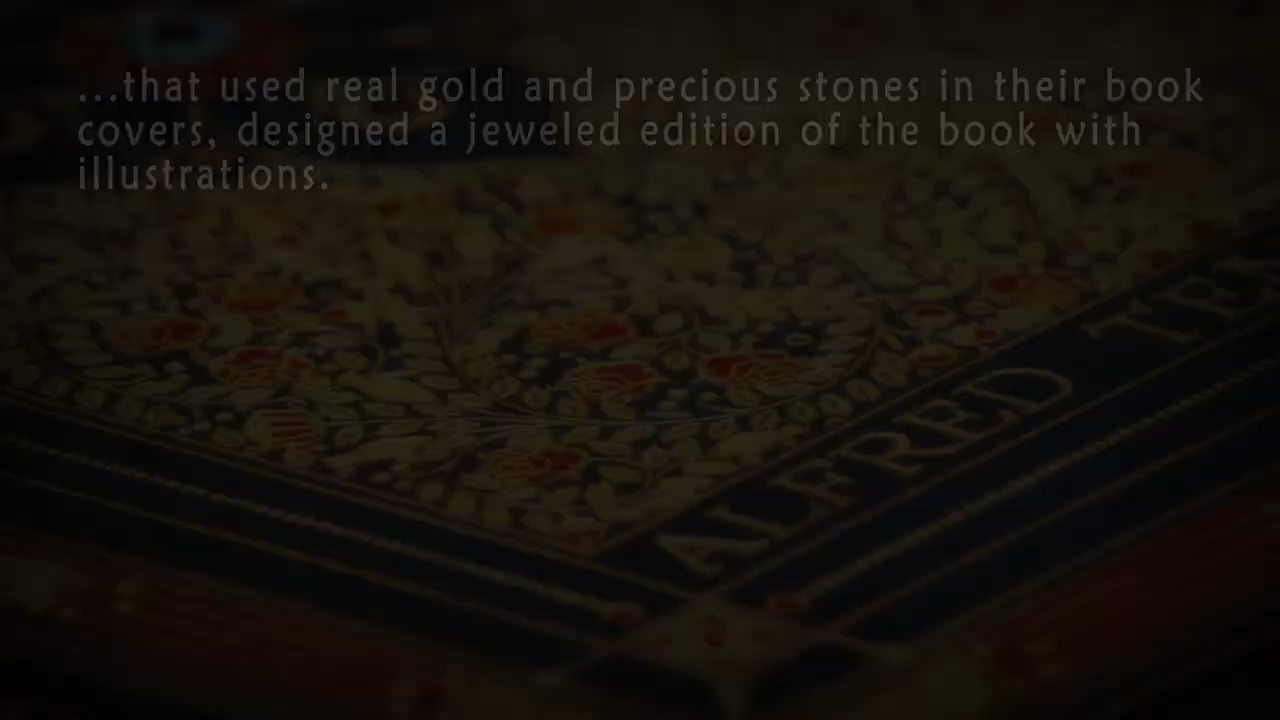 ...that used real gold and precious stones in their book
covers, designed a jeweled edition of the book with
illustrations.
ALFRED TEN